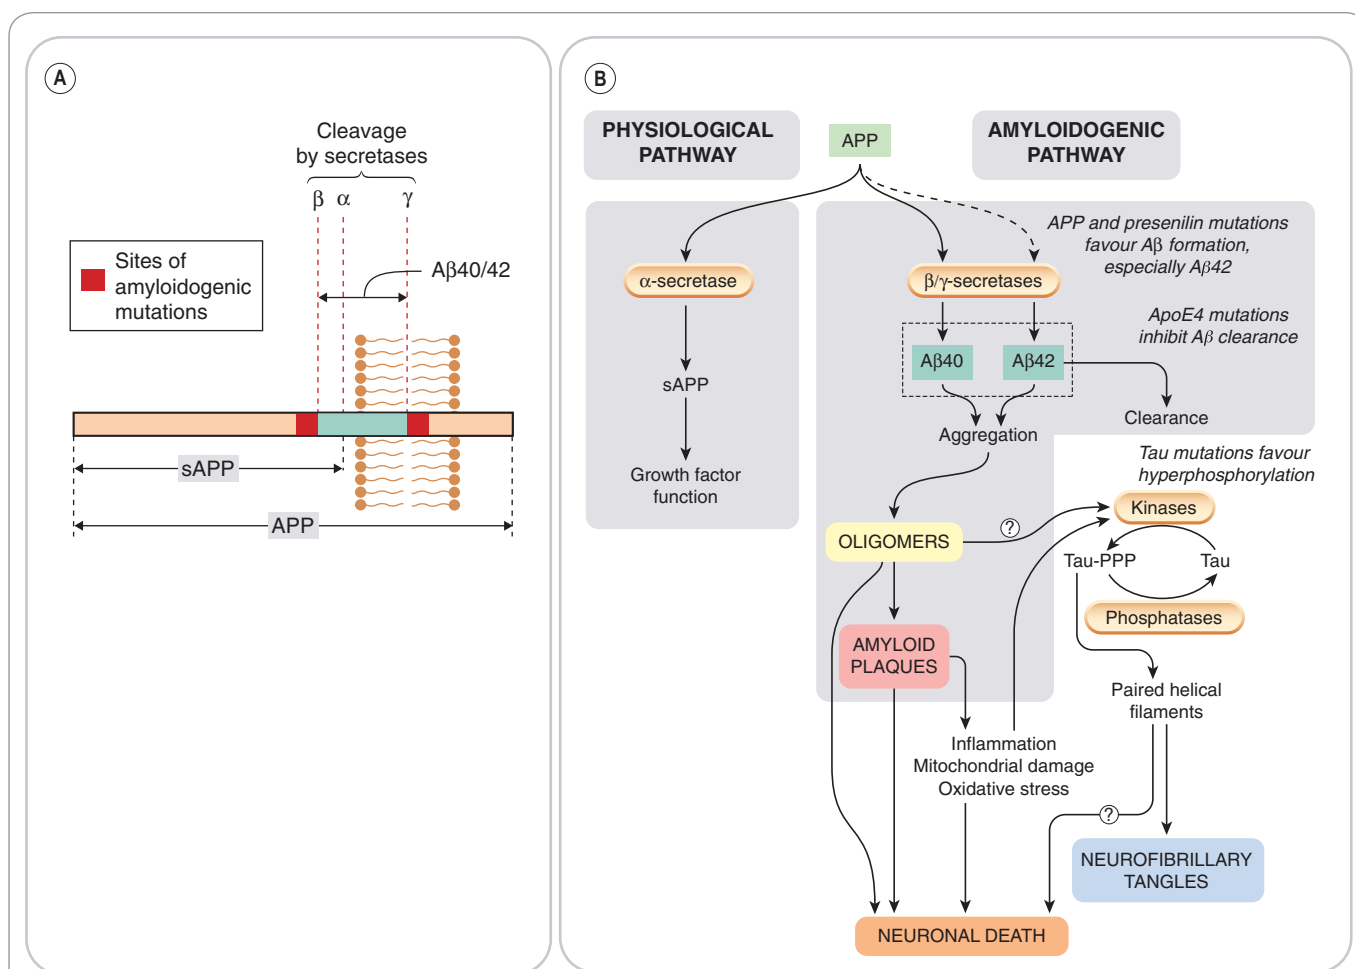 A
Cleavage
by secretases
β α γ
Sites of
amyloidogenic
mutations
Aβ40/42
sAPP
APP
B
PHYSIOLOGICAL
PATHWAY
APP
AMYLOIDOGENIC
PATHWAY
APP and presenilin mutations
favour Aβ formation,
especially Aβ42
α-secretase
β/γ-secretases
ApoE4 mutations
inhibit Aβ clearance
Aβ40
Aβ42
sAPP
Clearance
Aggregation
Growth factor
function
Tau mutations favour
hyperphosphorylation
Kinases
?
OLIGOMERS
Tau-PPP
Tau
Phosphatases
AMYLOID
PLAQUES
Paired helical
filaments
Inflammation
Mitochondrial damage
Oxidative stress
?
NEUROFIBRILLARY
TANGLES
NEURONAL DEATH